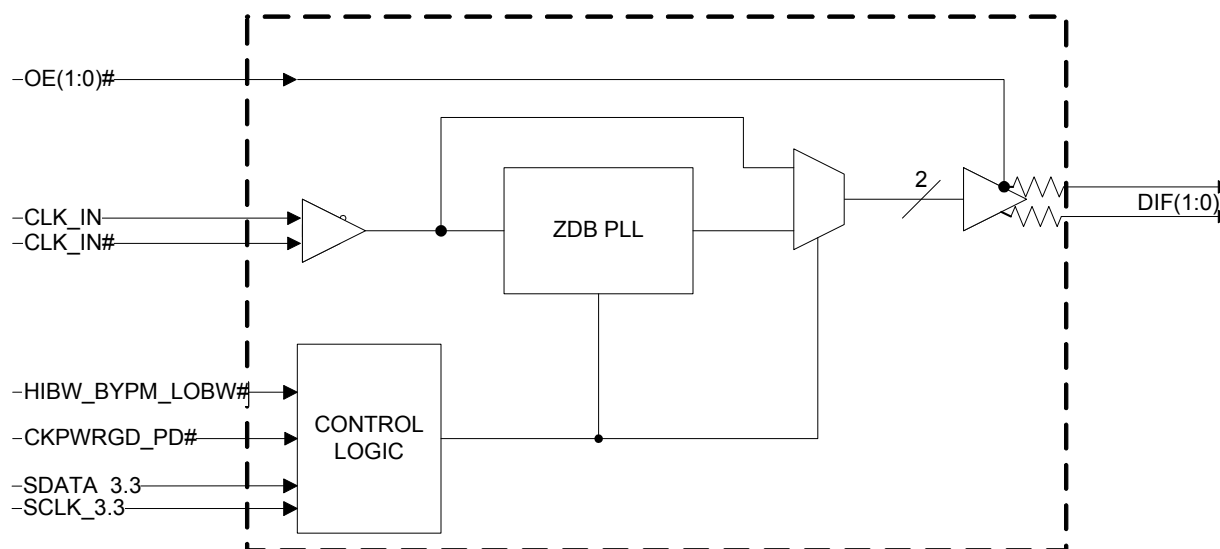 OE(1:0)#
2
CLK_IN
CLK_IN#
ZDB PLL
DIF(1:0)
HIBW_BYPM_LOBW#
CKPWRGD_PD#
SDATA_3.3
SCLK_3.3
CONTROL
LOGIC